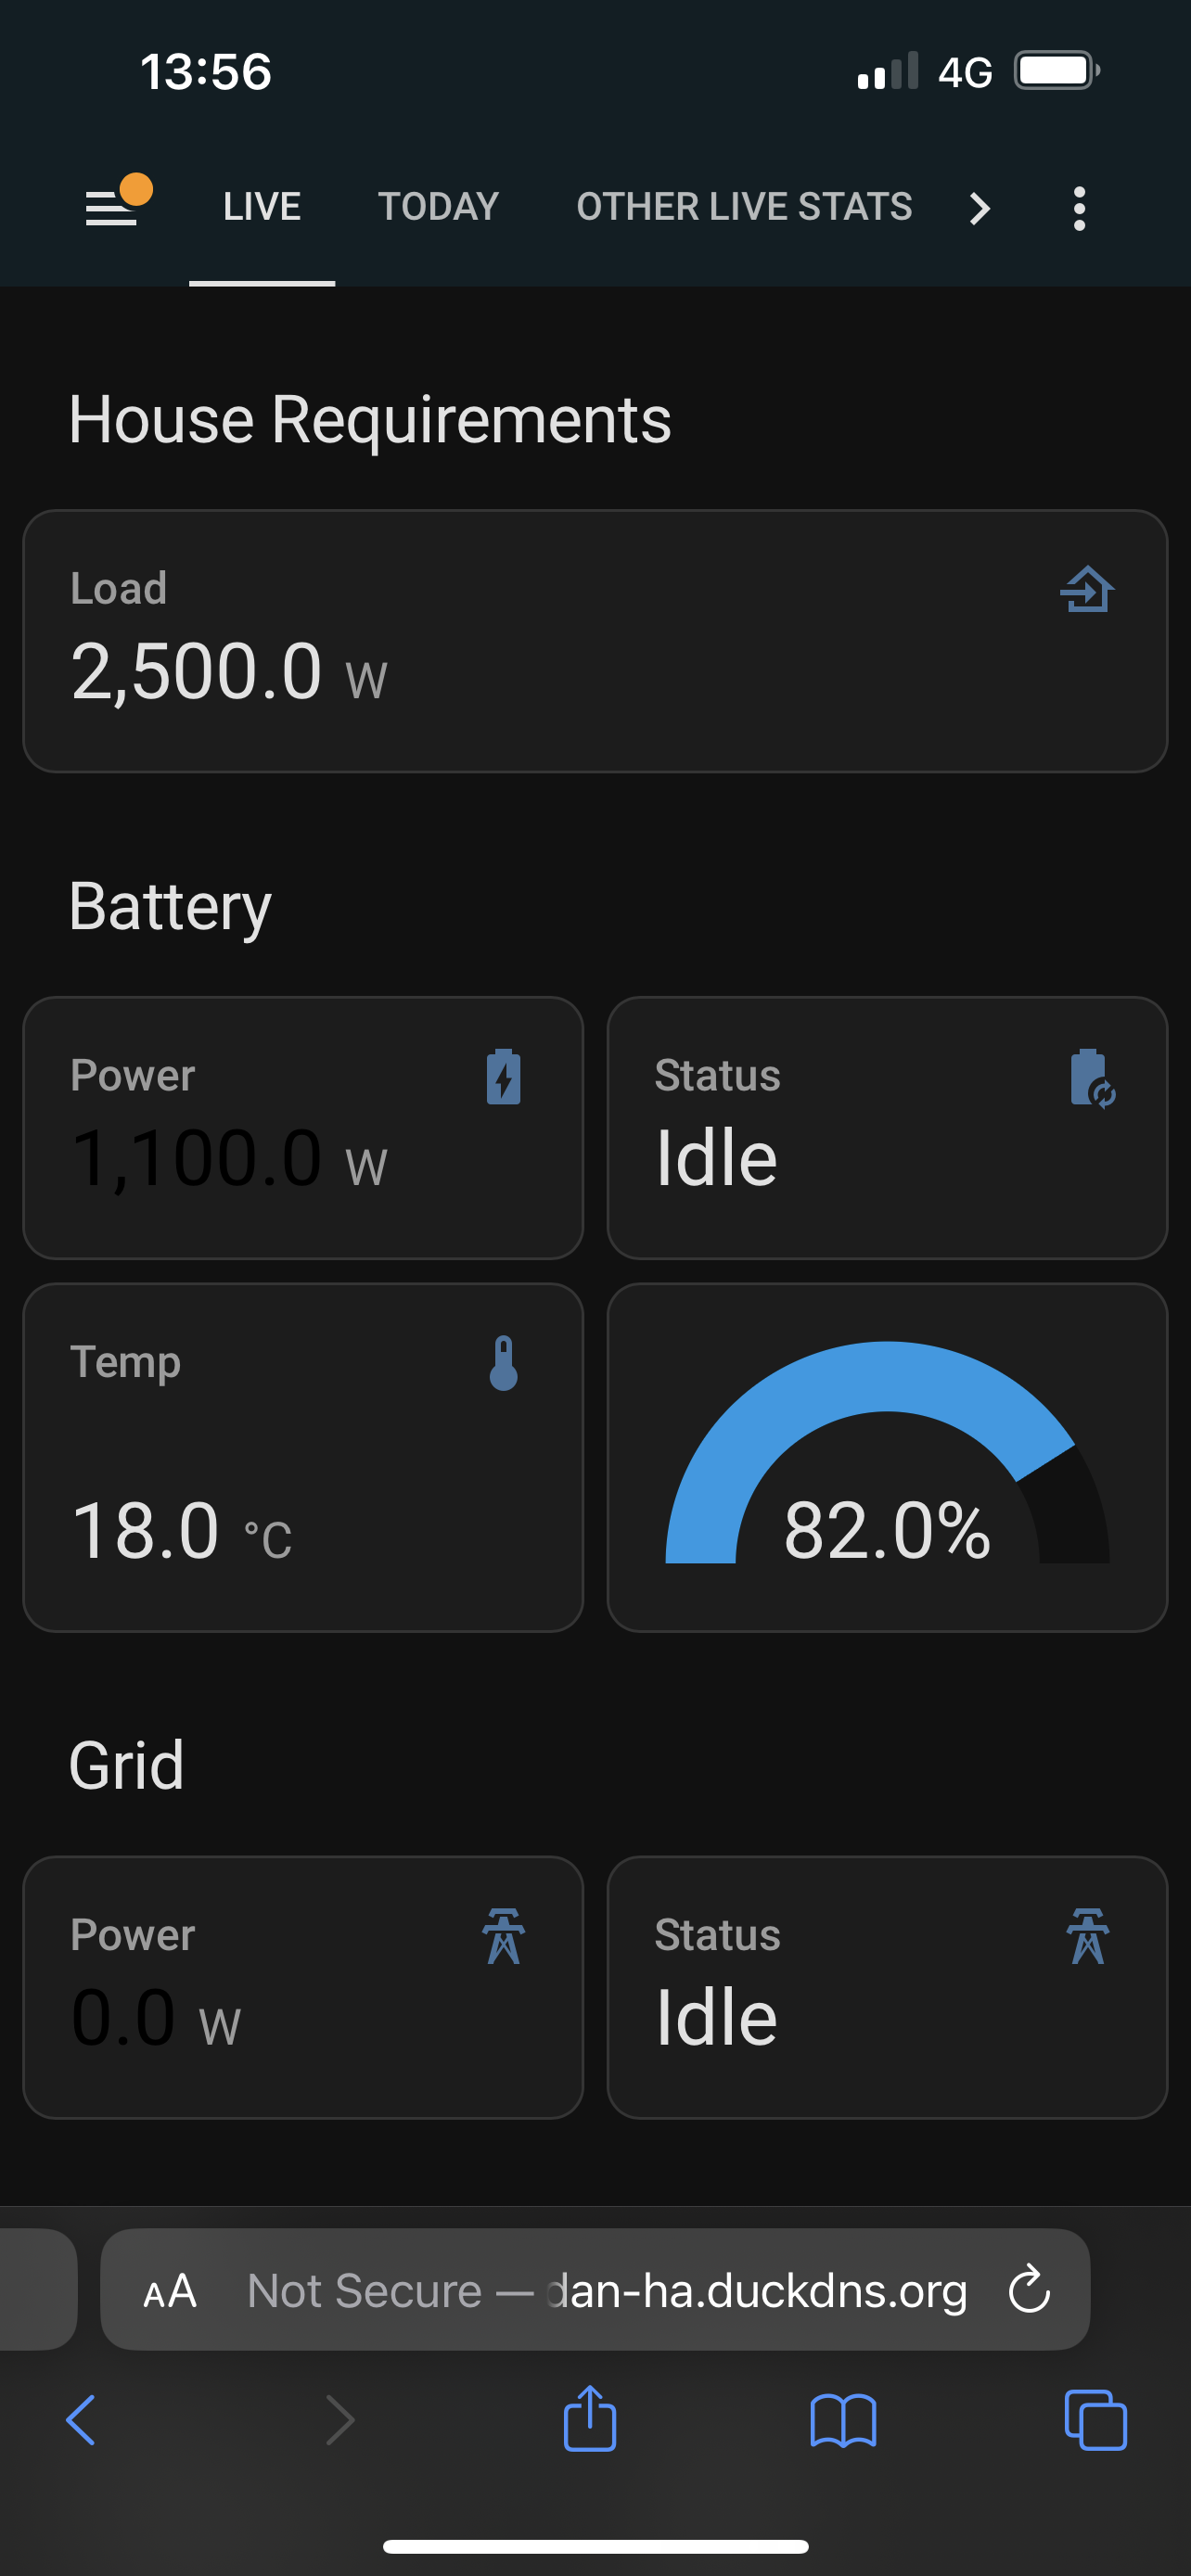 13:56 4G
LIVE TODAY OTHER LIVE STATS
House Requirements
Load
2,500.0 W
Battery
Power
1,100.0 W
Status
Idle
Temp
18.0 °C
82.0%
Grid
Power
0.0 W
Status
Idle
AA Not Secure — dan-ha.duckdns.org